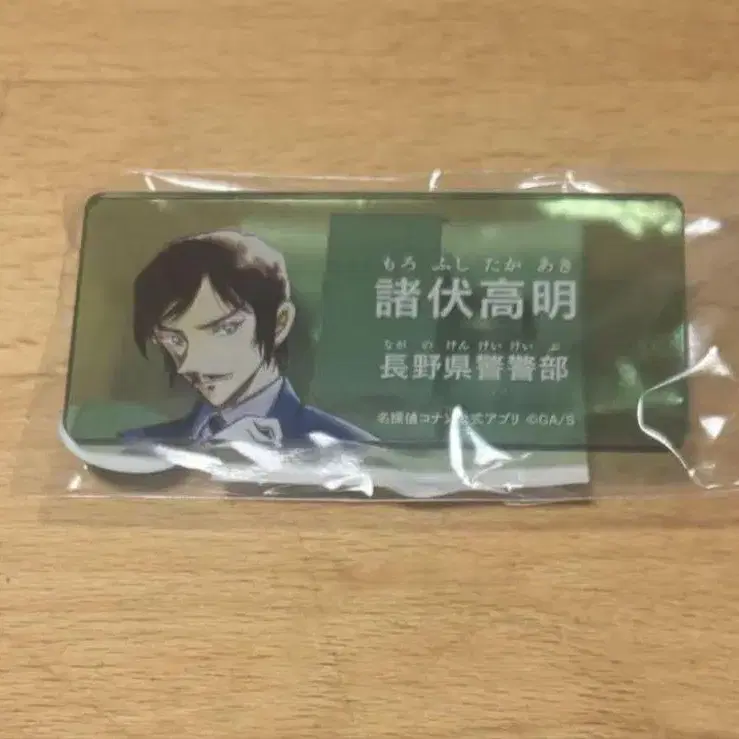 もろ ふし たか あき
諸伏高明
なが の けん けい けい ぶ
長野県警警部
名探偵コナン公式アプリ ©GA/S